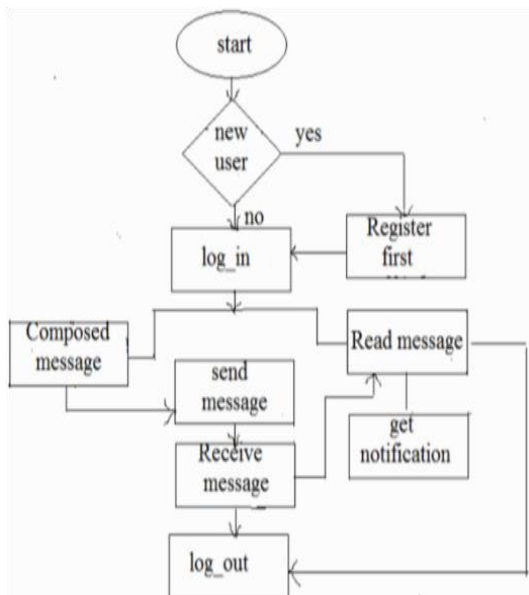 start
new
user
yes
no
Register
first
log_in
Composed
message
Read message
send
message
get
notification
Receive
message
log_out